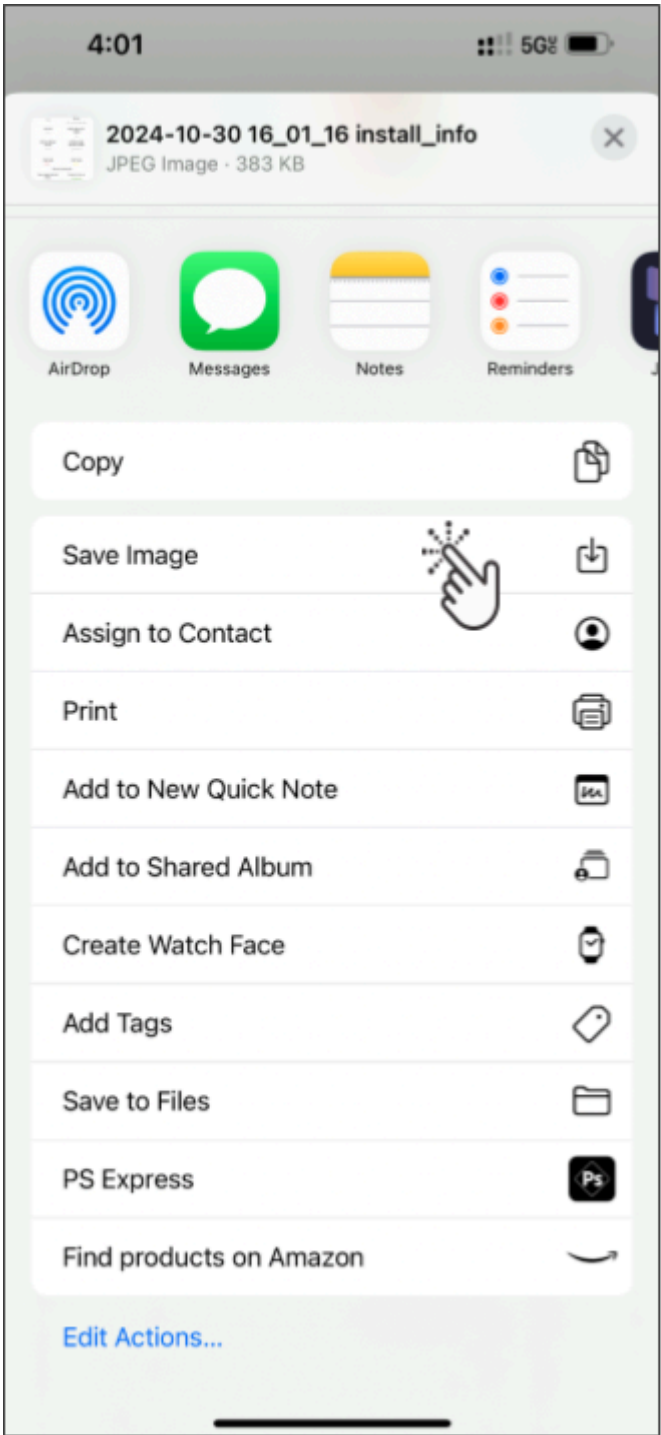 4:01
5G
2024-10-30 16_01_16 install_info
JPEG Image · 383 KB
AirDrop
Messages
Notes
Reminders
J
Copy
Save Image
Assign to Contact
Print
Add to New Quick Note
Add to Shared Album
Create Watch Face
Add Tags
Save to Files
PS Express
Ps
Find products on Amazon
Edit Actions...